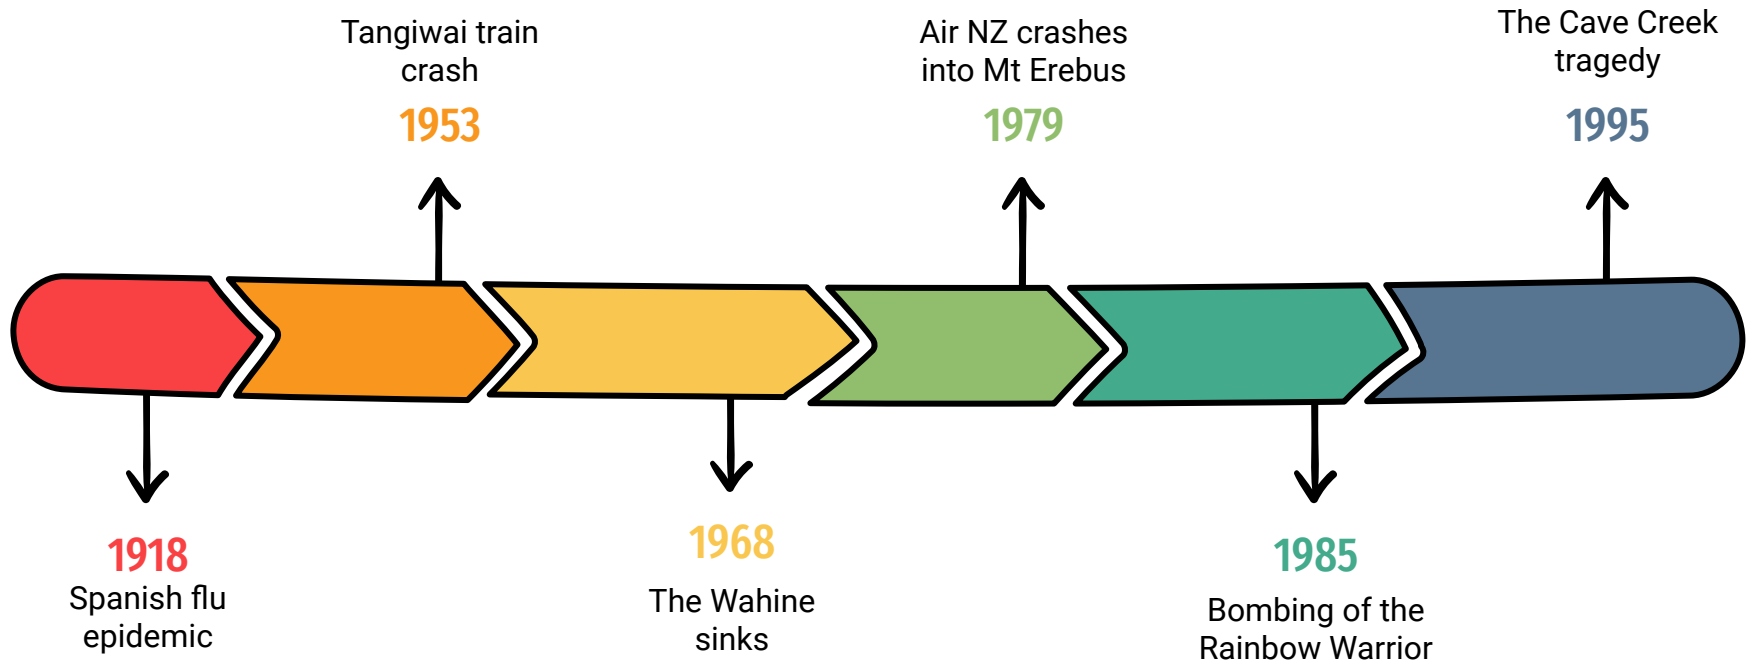 Tangiwai train
crash
1953
Air NZ crashes
into Mt Erebus
1979
The Cave Creek
tragedy
1995
1918
Spanish flu
epidemic
1968
The Wahine
sinks
1985
Bombing of the
Rainbow Warrior